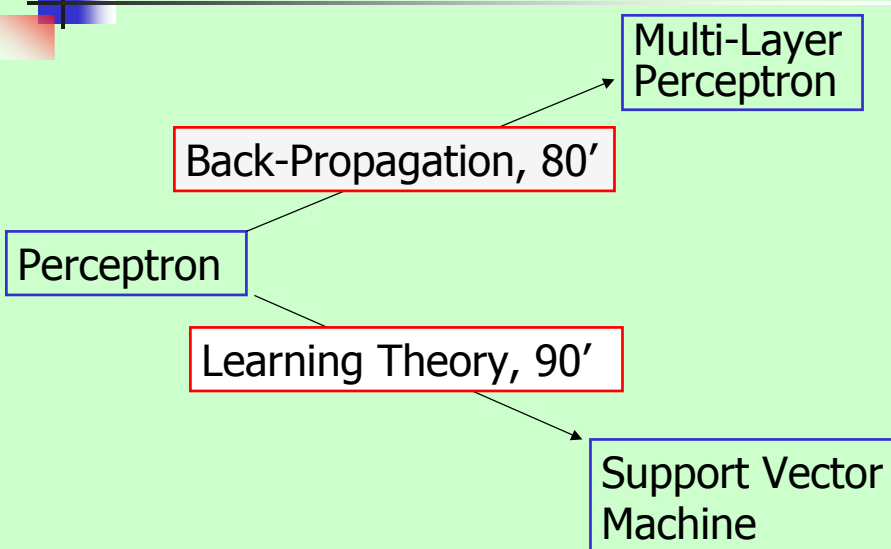 Multi-Layer
Perceptron
Back-Propagation, 80′
Perceptron
Learning Theory, 90′
Support Vector
Machine